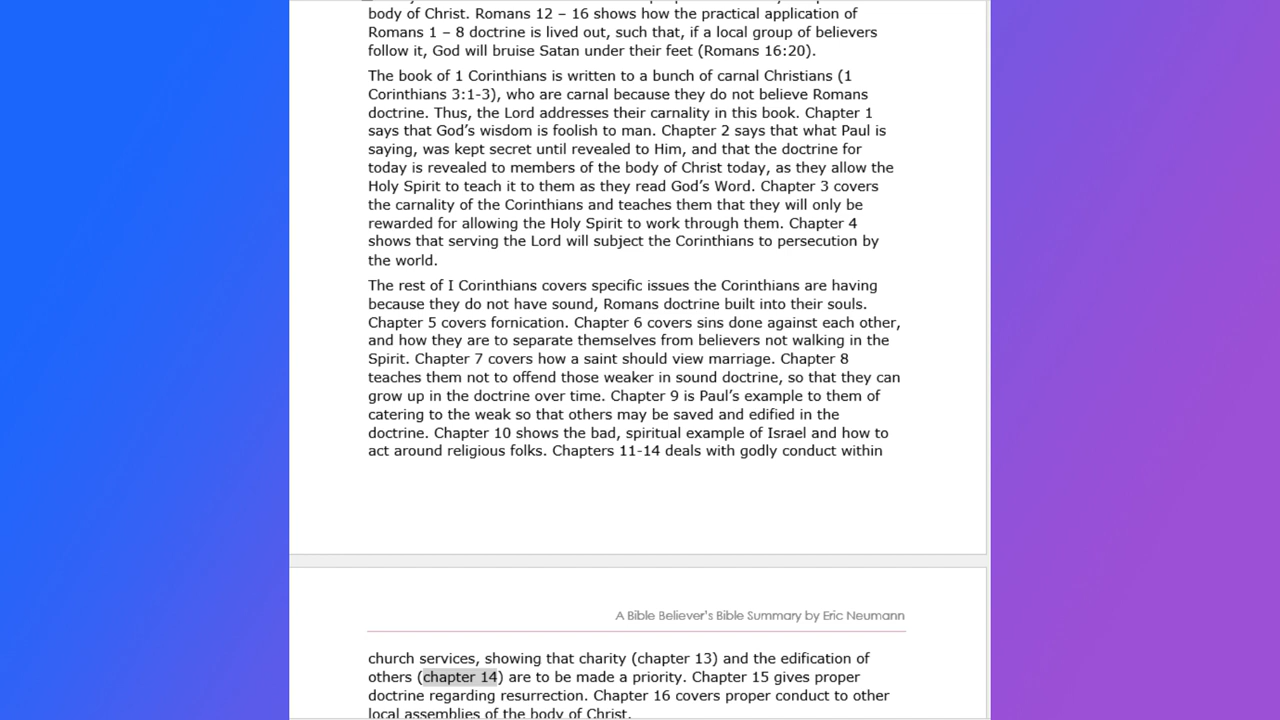 body of Christ. Romans 12 – 16 shows how the practical application of
Romans 1 – 8 doctrine is lived out, such that, if a local group of believers
follow it, God will bruise Satan under their feet (Romans 16:20).
The book of 1 Corinthians is written to a bunch of carnal Christians (1
Corinthians 3:1-3), who are carnal because they do not believe Romans
doctrine. Thus, the Lord addresses their carnality in this book. Chapter 1
says that God’s wisdom is foolish to man. Chapter 2 says that what Paul is
saying, was kept secret until revealed to Him, and that the doctrine for
today is revealed to members of the body of Christ today, as they allow the
Holy Spirit to teach it to them as they read God’s Word. Chapter 3 covers
the carnality of the Corinthians and teaches them that they will only be
rewarded for allowing the Holy Spirit to work through them. Chapter 4
shows that serving the Lord will subject the Corinthians to persecution by
the world.
The rest of I Corinthians covers specific issues the Corinthians are having
because they do not have sound, Romans doctrine built into their souls.
Chapter 5 covers fornication. Chapter 6 covers sins done against each other,
and how they are to separate themselves from believers not walking in the
Spirit. Chapter 7 covers how a saint should view marriage. Chapter 8
teaches them not to offend those weaker in sound doctrine, so that they can
grow up in the doctrine over time. Chapter 9 is Paul’s example to them of
catering to the weak so that others may be saved and edified in the
doctrine. Chapter 10 shows the bad, spiritual example of Israel and how to
act around religious folks. Chapters 11-14 deals with godly conduct within
A Bible Believer’s Bible Summary by Eric Neumann
church services, showing that charity (chapter 13) and the edification of
others (chapter 14) are to be made a priority. Chapter 15 gives proper
doctrine regarding resurrection. Chapter 16 covers proper conduct to other
local assemblies of the body of Christ.